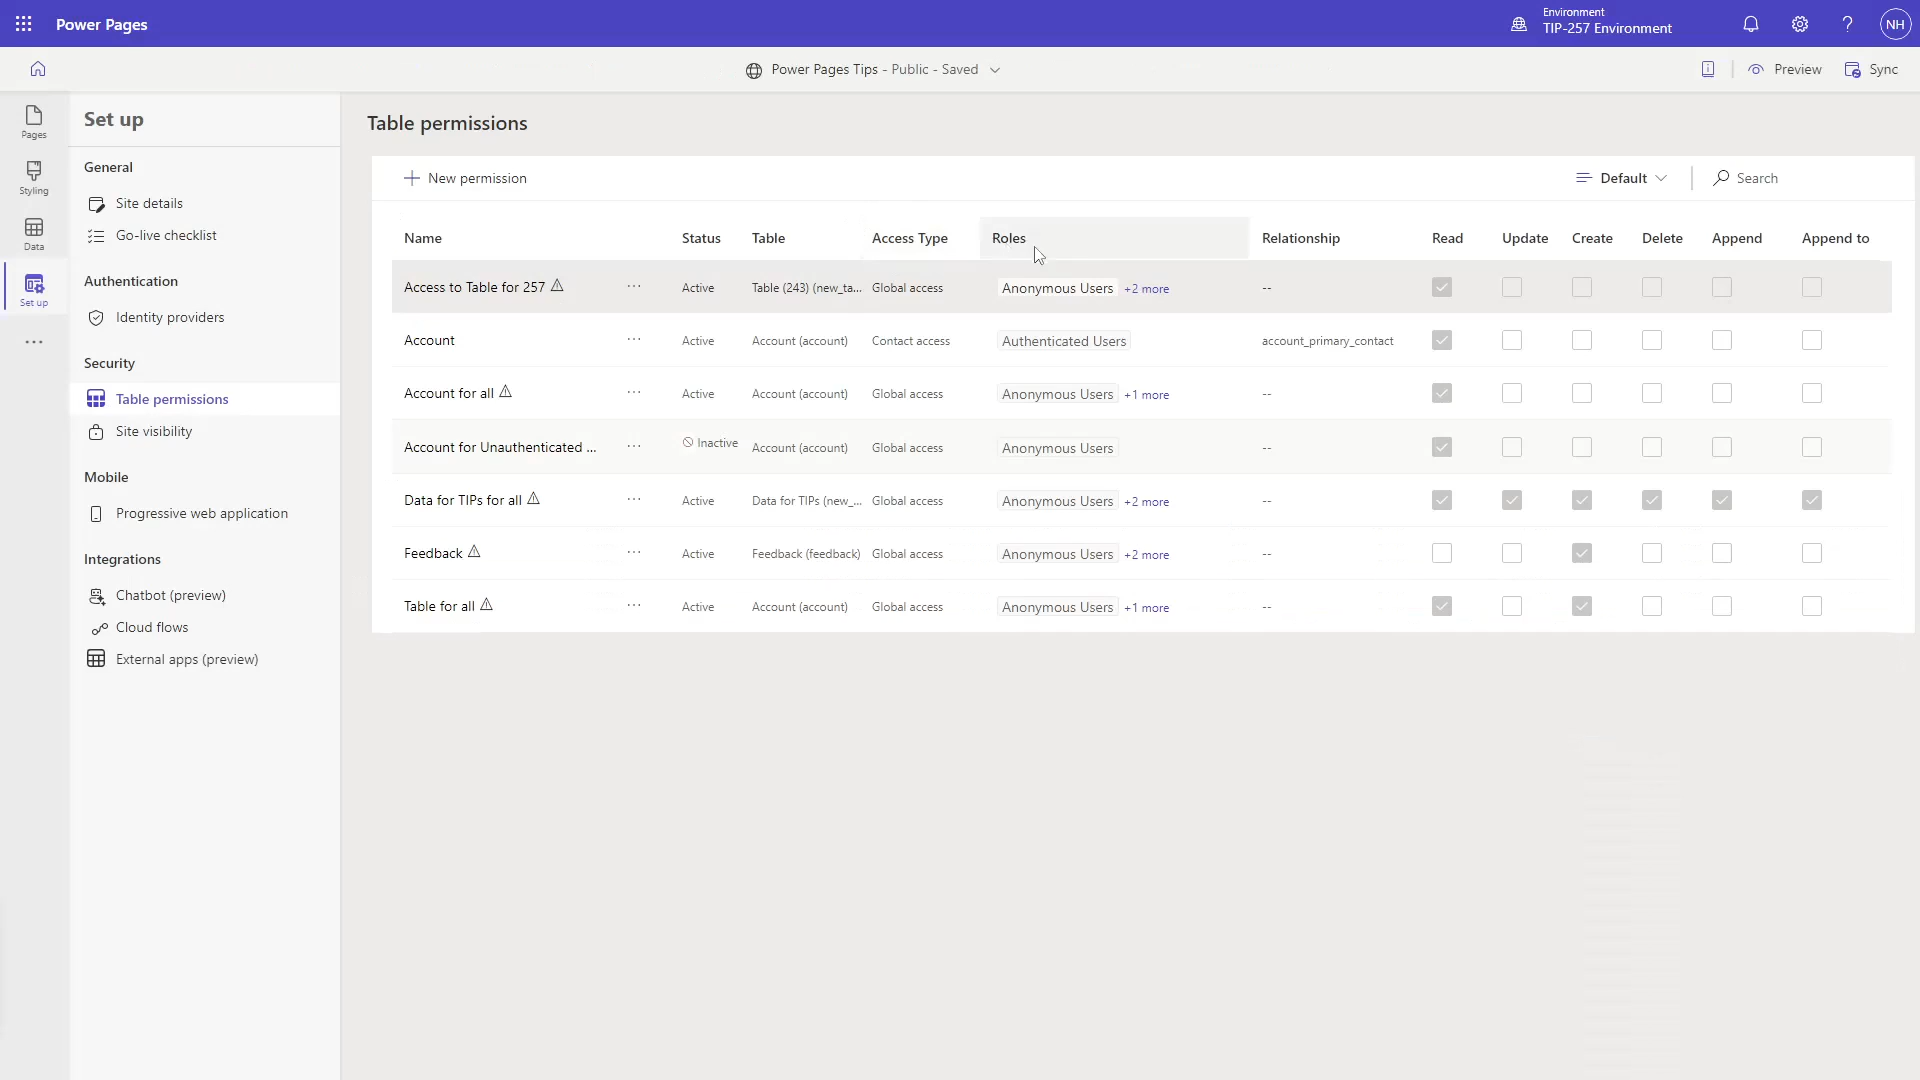 Power Pages
Environment
TIP-257 Environment
NH
Power Pages Tips - Public - Saved
Preview
Sync
Pages
Styling
Data
Set up
Set up
General
Site details
Go-live checklist
Authentication
Identity providers
Security
Table permissions
Site visibility
Mobile
Progressive web application
Integrations
Chatbot (preview)
Cloud flows
External apps (preview)
Table permissions
New permission
Default
Search
Name Status Table Access Type Roles Relationship Read Update Create Delete Append Append to
Access to Table for 257 ... Active Table (243) (new_ta... Global access Anonymous Users +2 more --
Account ... Active Account (account) Contact access Authenticated Users account_primary_contact
Account for all ... Active Account (account) Global access Anonymous Users +1 more --
Account for Unauthenticated ... ... Inactive Account (account) Global access Anonymous Users --
Data for TIPs for all ... Active Data for TIPs (new_... Global access Anonymous Users +2 more --
Feedback ... Active Feedback (feedback) Global access Anonymous Users +2 more --
Table for all ... Active Account (account) Global access Anonymous Users +1 more --